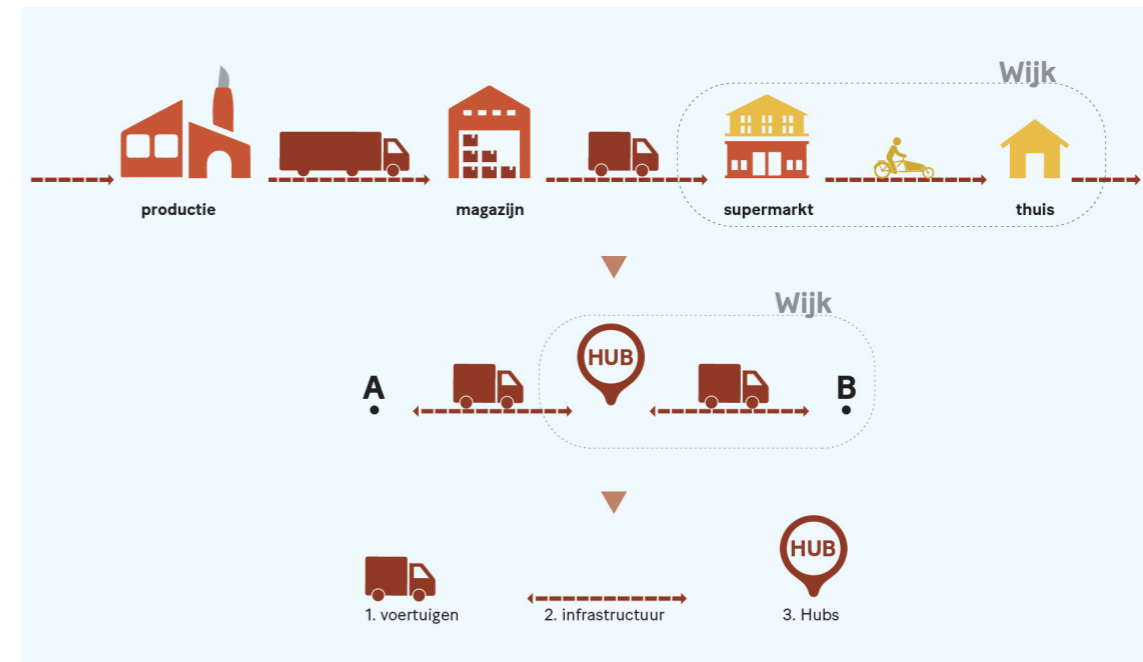 Wijk
productie
magazijn
supermarkt
thuis
Wijk
HUB
A
B
HUB
1. voertuigen
2. infrastructuur
3. Hubs